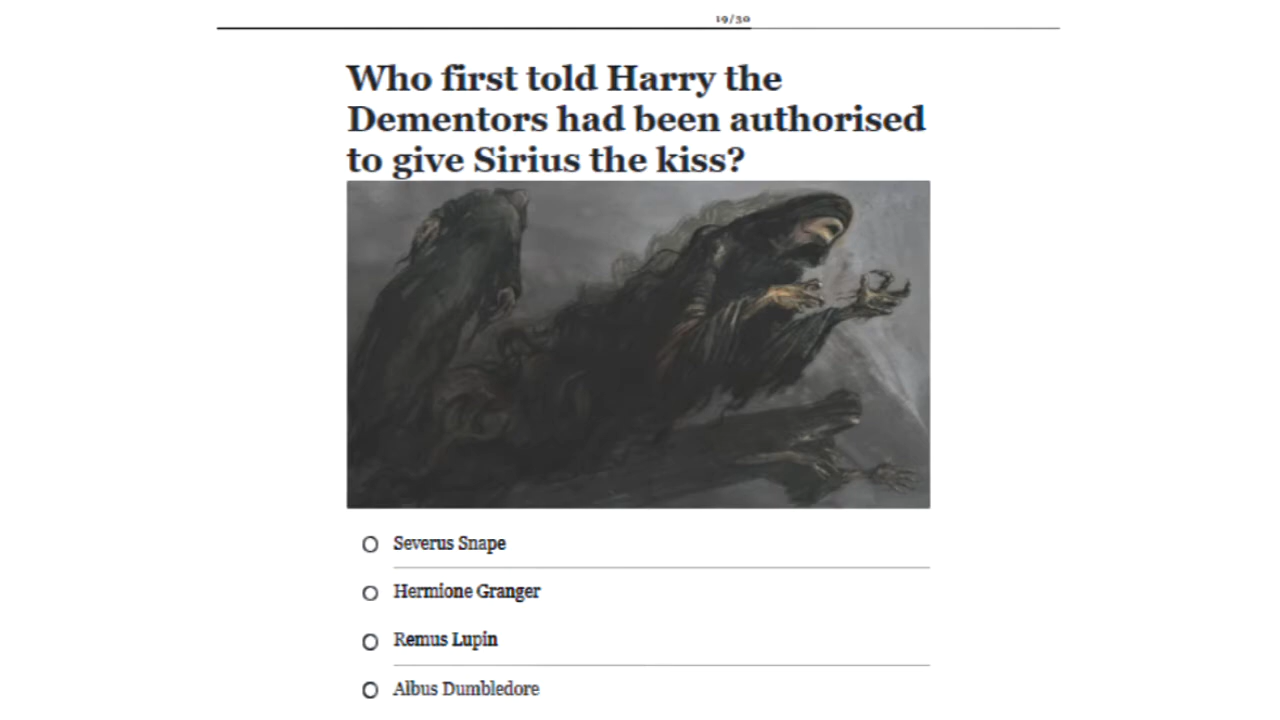 19/30
Who first told Harry the
Dementors had been authorised
to give Sirius the kiss?
Severus Snape
Hermione Granger
Remus Lupin
Albus Dumbledore